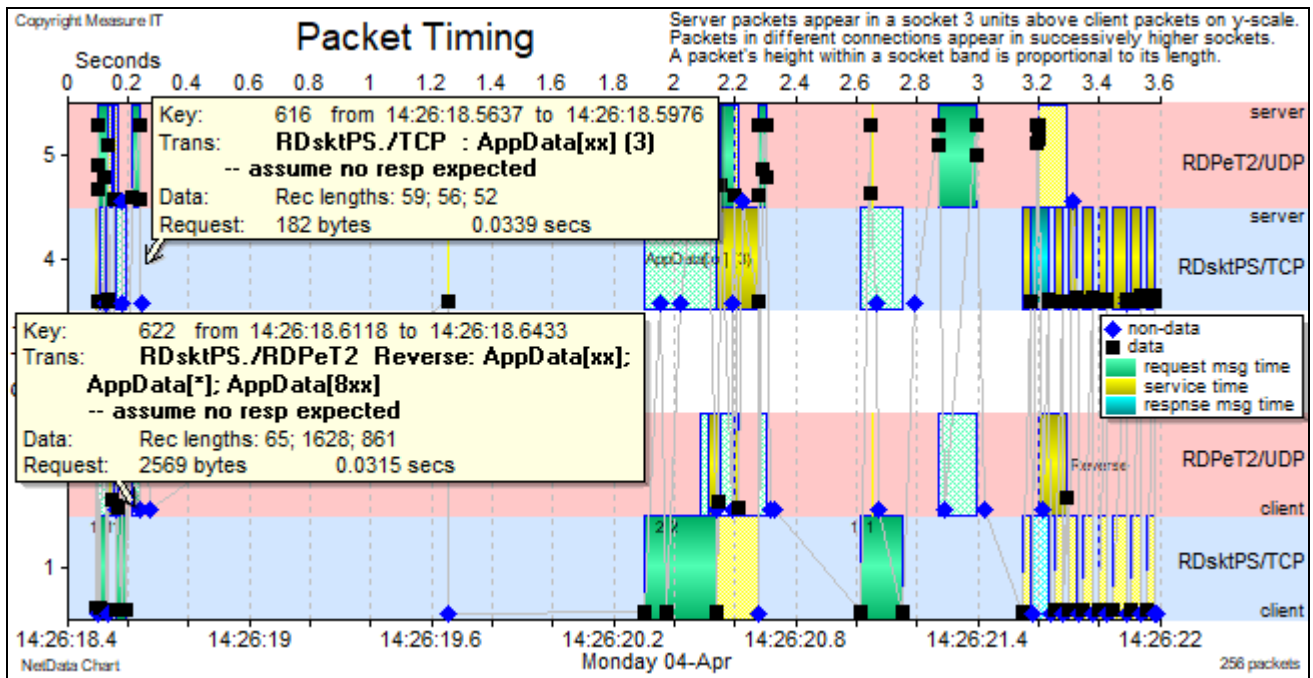 Copyright Measure IT
Packet Timing
Server packets appear in a socket 3 units above client packets on y-scale.
Packets in different connections appear in successively higher sockets.
A packet's height within a socket band is proportional to its length.
Seconds
0 0.2 0.4 0.6 0.8 1 1.2 1.4 1.6 1.8 2 2.2 2.4 2.6 2.8 3 3.2 3.4 3.6
Key: 616 from 14:26:18.5637 to 14:26:18.5976
Trans: RDsktPS./TCP : AppData[xx] (3)
-- assume no resp expected
Data: Rec lengths: 59; 56; 52
Request: 182 bytes 0.0339 secs
server
5
RDPeT2/UDP
server
4
RDsktPS/TCP
Key: 622 from 14:26:18.6118 to 14:26:18.6433
Trans: RDsktPS./RDPeT2 Reverse: AppData[xx];
AppData[*]; AppData[8xx]
-- assume no resp expected
Data: Rec lengths: 65; 1628; 861
Request: 2569 bytes 0.0315 secs
non-data
data
request msg time
service time
respnse msg time
RDPeT2/UDP
Reverse
client
1
RDsktPS/TCP
client
14:26:18.4 14:26:19 14:26:19.6 14:26:20.2 14:26:20.8 14:26:21.4 14:26:22
Monday 04-Apr
NetData Chart
256 packets